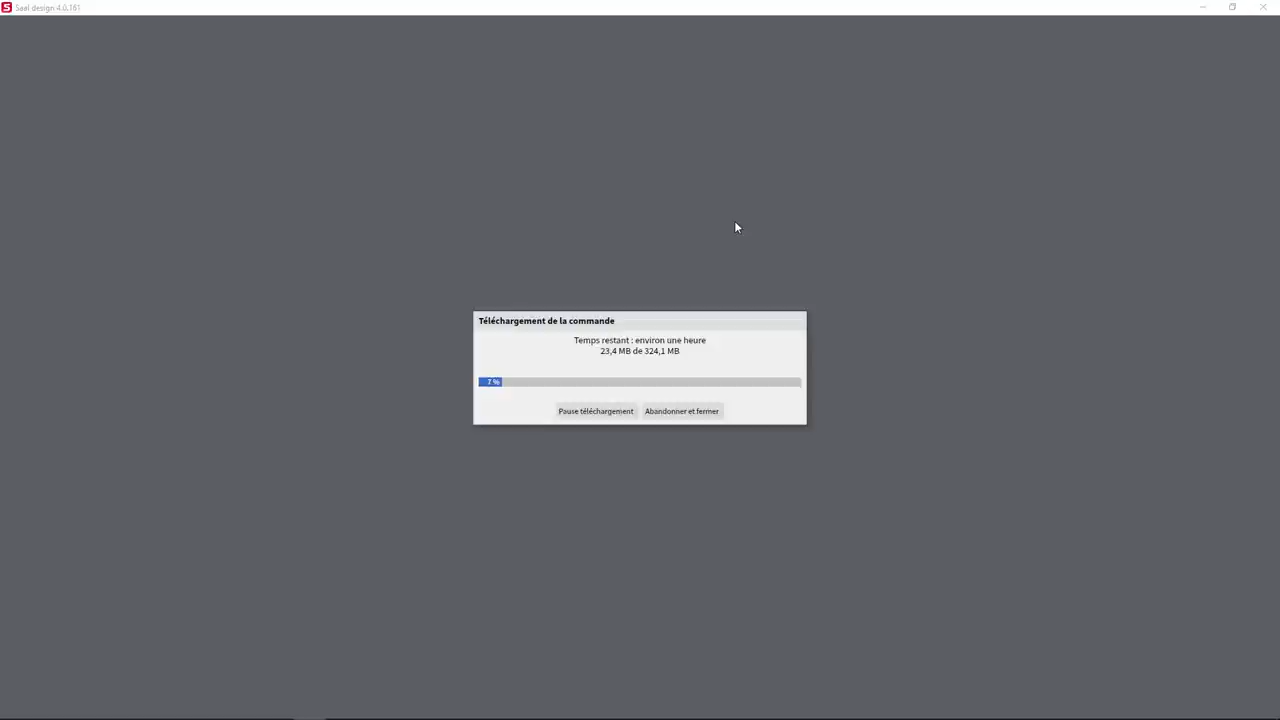 Saal design 4.0.161
Téléchargement de la commande
Temps restant : environ une heure
23,4 MB de 324,1 MB
7 %
Pause téléchargement Abandonner et fermer